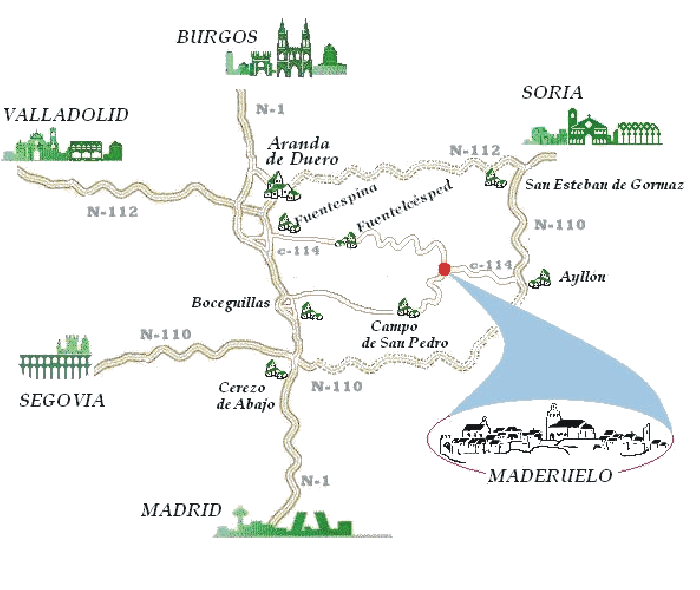 BURGOS
N-1
SORIA
VALLADOLID
Aranda
de Duero
N-112
San Esteban de Gormaz
Fuentespina
Fuentelcésped
N-112
N-110
c-114
c-114
Ayllón
Boceguillas
Campo
de San Pedro
N-110
Cerezo
de Abajo
N-110
SEGOVIA
MADERUELO
N-1
MADRID